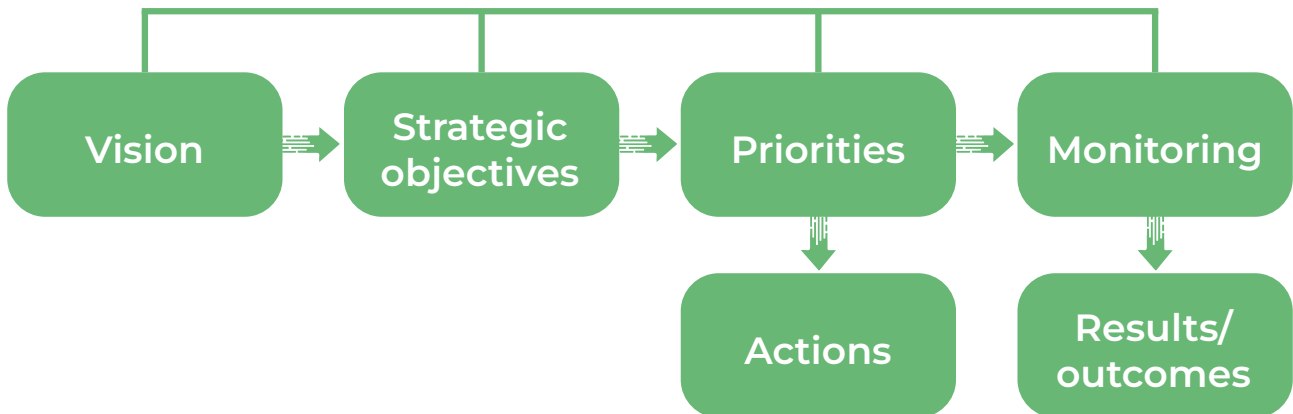 Vision
Strategic
objectives
Priorities
Monitoring
Actions
Results/
outcomes